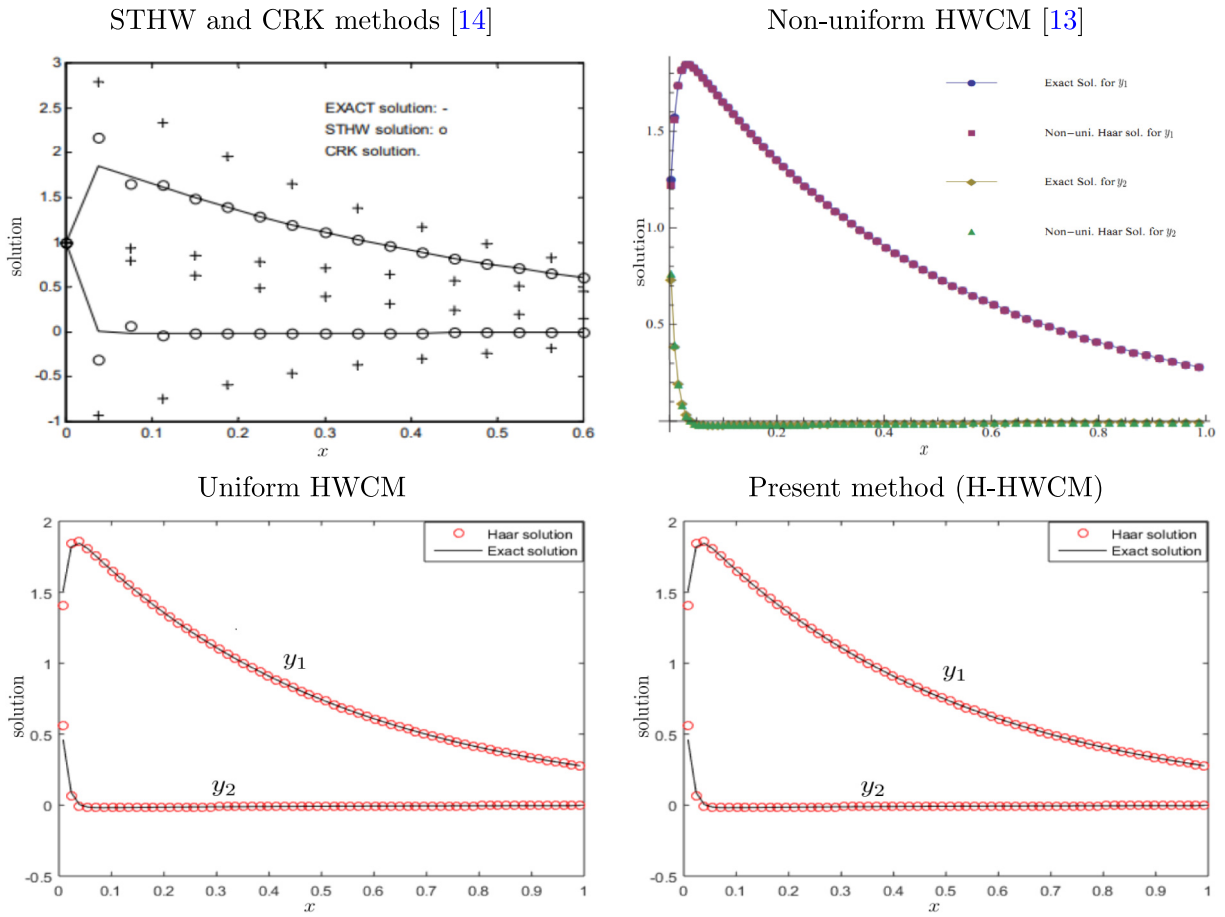 STHW and CRK methods [14]
3
2.5
2
1.5
1
0.5
0
-0.5
-1
solution
EXACT solution: -
STHW solution: o
CRK solution.
0 0.1 0.2 0.3 0.4 0.5 0.6
x
Non-uniform HWCM [13]
1.5
1.0
0.5
solution
Exact Sol. for y₁
Non-uni. Haar sol. for y₁
Exact Sol. for y₂
Non-uni. Haar Sol. for y₂
0.2 0.4 0.6 0.8 1.0
x
Uniform HWCM
2
1.5
1
0.5
0
-0.5
solution
Haar solution
Exact solution
y₁
y₂
0 0.1 0.2 0.3 0.4 0.5 0.6 0.7 0.8 0.9 1
x
Present method (H-HWCM)
2
1.5
1
0.5
0
-0.5
solution
Haar solution
Exact solution
y₁
y₂
0 0.1 0.2 0.3 0.4 0.5 0.6 0.7 0.8 0.9 1
x